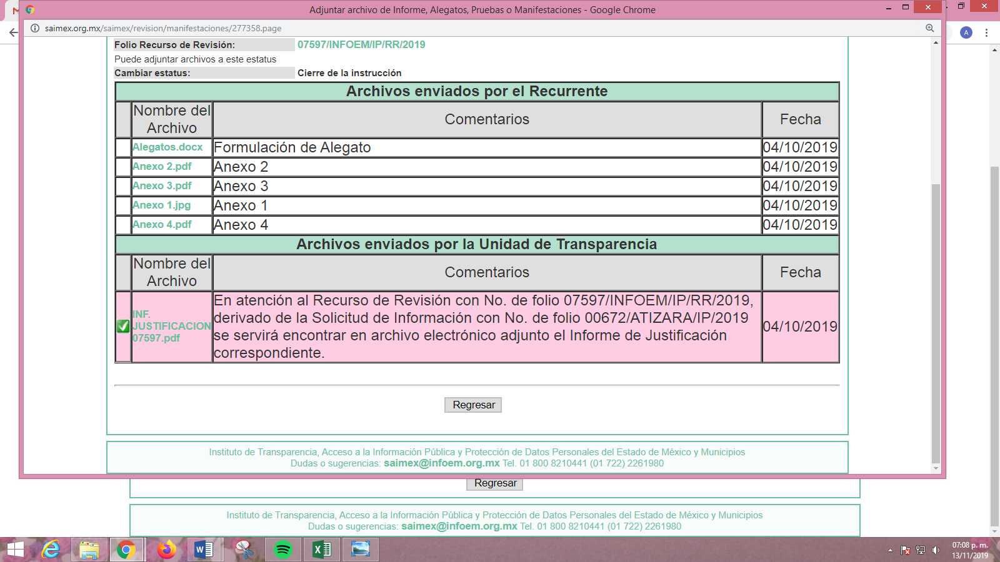 Adjuntar archivo de Informe, Alegatos, Pruebas o Manifestaciones - Google Chrome
saimex.org.mx/saimex/revision/manifestaciones/277358.page
A
Folio Recurso de Revisión: 07597/INFOEM/IP/RR/2019
Puede adjuntar archivos a este estatus
Cambiar estatus: Cierre de la instrucción
Archivos enviados por el Recurrente
Nombre del Archivo Comentarios Fecha
Alegatos.docx Formulación de Alegato 04/10/2019
Anexo 2.pdf Anexo 2 04/10/2019
Anexo 3.pdf Anexo 3 04/10/2019
Anexo 1.jpg Anexo 1 04/10/2019
Anexo 4.pdf Anexo 4 04/10/2019
Archivos enviados por la Unidad de Transparencia
Nombre del Archivo Comentarios Fecha
INF.
JUSTIFICACION
07597.pdf
En atención al Recurso de Revisión con No. de folio 07597/INFOEM/IP/RR/2019,
derivado de la Solicitud de Información con No. de folio 00672/ATIZARA/IP/2019
se servirá encontrar en archivo electrónico adjunto el Informe de Justificación
correspondiente.
04/10/2019
Regresar
Instituto de Transparencia, Acceso a la Información Pública y Protección de Datos Personales del Estado de México y Municipios
Dudas o sugerencias: saimex@infoem.org.mx Tel. 01 800 8210441 (01 722) 2261980
Regresar
Instituto de Transparencia, Acceso a la Información Pública y Protección de Datos Personales del Estado de México y Municipios
Dudas o sugerencias: saimex@infoem.org.mx Tel. 01 800 8210441 (01 722) 2261980
07:08 p. m.
13/11/2019